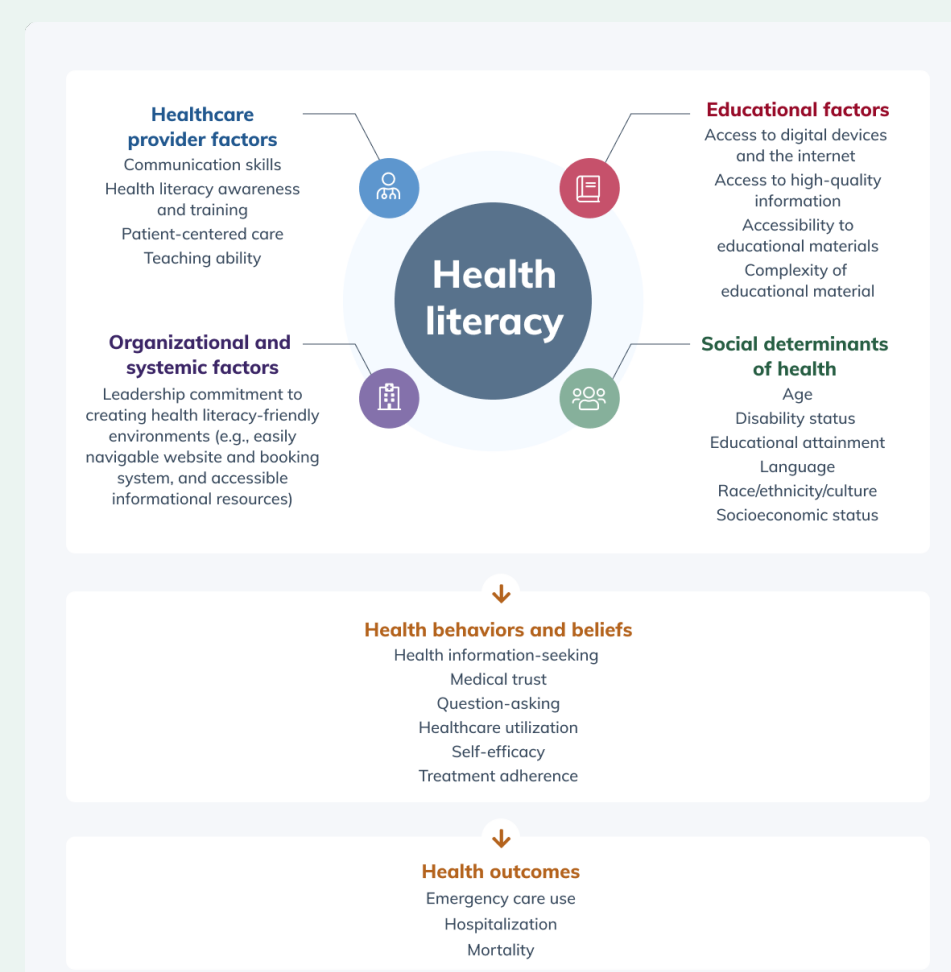 Healthcare
provider factors
Communication skills
Health literacy awareness
and training
Patient-centered care
Teaching ability
Educational factors
Access to digital devices
and the internet
Access to high-quality
information
Accessibility to
educational materials
Complexity of
educational material
Health
literacy
Organizational and
systemic factors
Leadership commitment to
creating health literacy-friendly
environments (e.g., easily
navigable website and booking
system, and accessible
informational resources)
Social determinants
of health
Age
Disability status
Educational attainment
Language
Race/ethnicity/culture
Socioeconomic status
Health behaviors and beliefs
Health information-seeking
Medical trust
Question-asking
Healthcare utilization
Self-efficacy
Treatment adherence
Health outcomes
Emergency care use
Hospitalization
Mortality